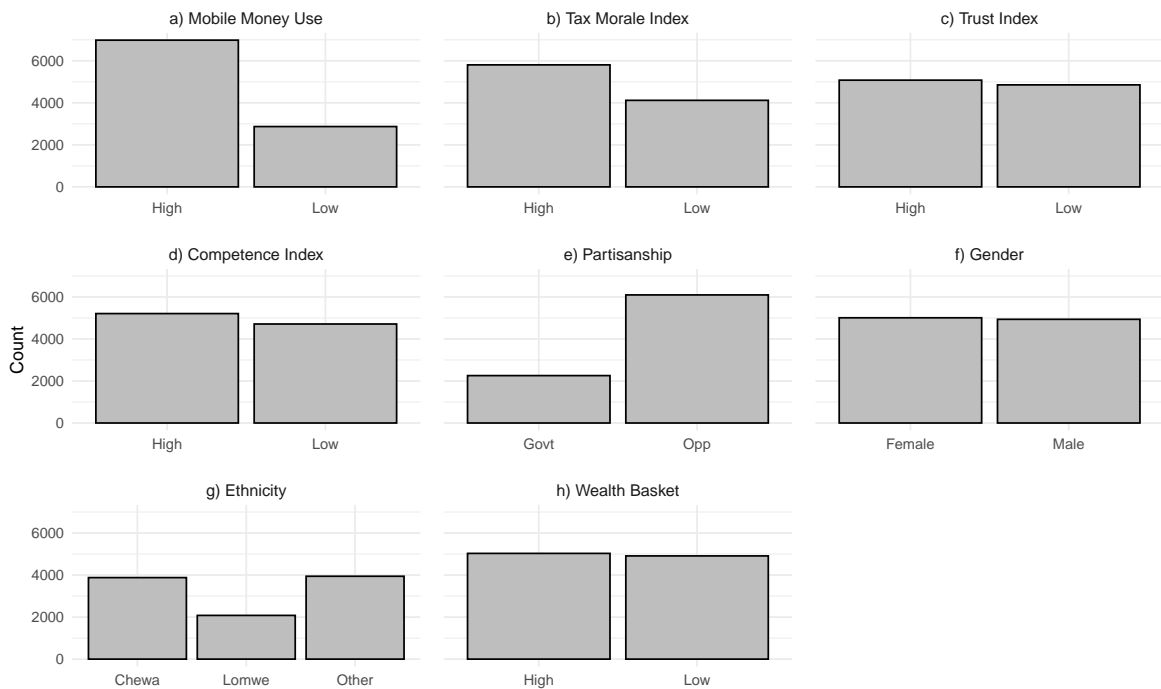 a) Mobile Money Use
b) Tax Morale Index
c) Trust Index
6000
4000
2000
0
High
Low
High
Low
High
Low
d) Competence Index
e) Partisanship
f) Gender
Count
6000
4000
2000
0
High
Low
Govt
Opp
Female
Male
g) Ethnicity
h) Wealth Basket
6000
4000
2000
0
Chewa
Lomwe
Other
High
Low